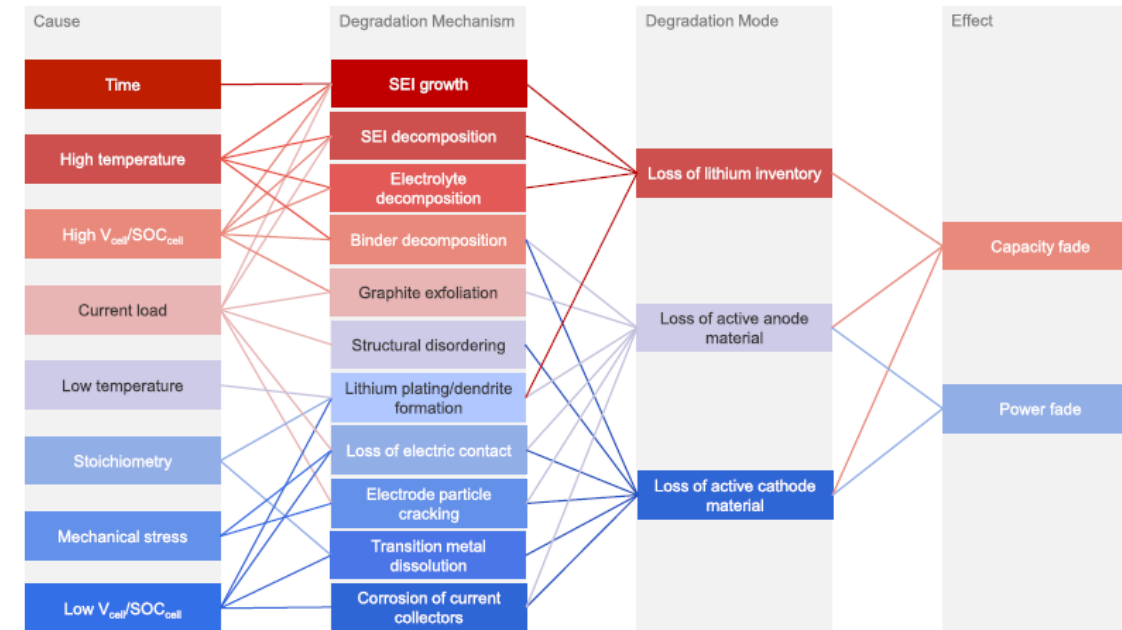 Cause
Degradation Mechanism
Degradation Mode
Effect
Time
High temperature
High Vcell/SOCcell
Current load
Low temperature
Stoichiometry
Mechanical stress
Low Vcell/SOCcell
SEI growth
SEI decomposition
Electrolyte
decomposition
Binder decomposition
Graphite exfoliation
Structural disordering
Lithium plating/dendrite
formation
Loss of electric contact
Electrode particle
cracking
Transition metal
dissolution
Corrosion of current
collectors
Loss of lithium inventory
Loss of active anode
material
Loss of active cathode
material
Capacity fade
Power fade